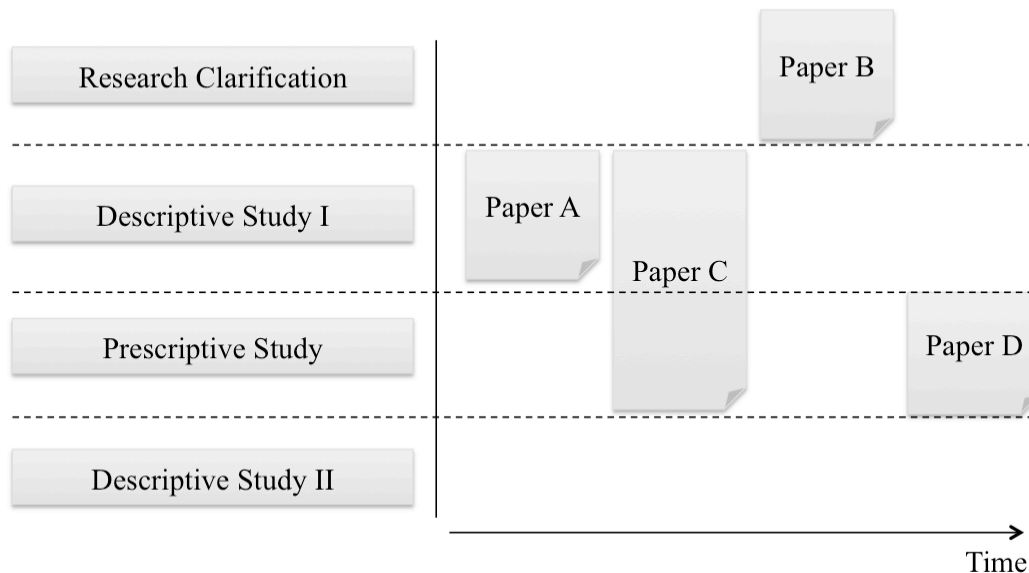 Research Clarification
Paper B
Descriptive Study I
Paper A
Paper C
Prescriptive Study
Paper D
Descriptive Study II
Time